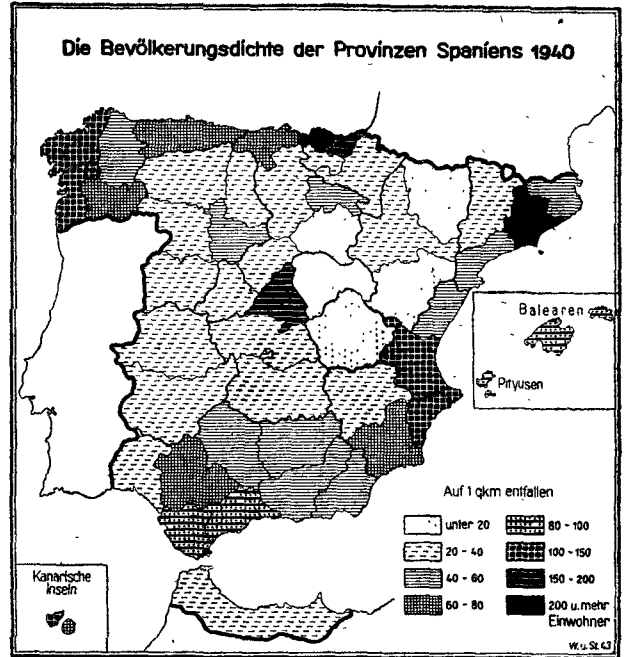 Die Bevölkerungsdichte der Provinzen Spaniens 1940
Balearen
Pityusen
Auf 1 qkm entfallen
unter 20
20 - 40
40 - 60
60 - 80
80 - 100
100 - 150
150 - 200
200 u. mehr
Einwohner
Kanarische
Inseln
W.u.St.43